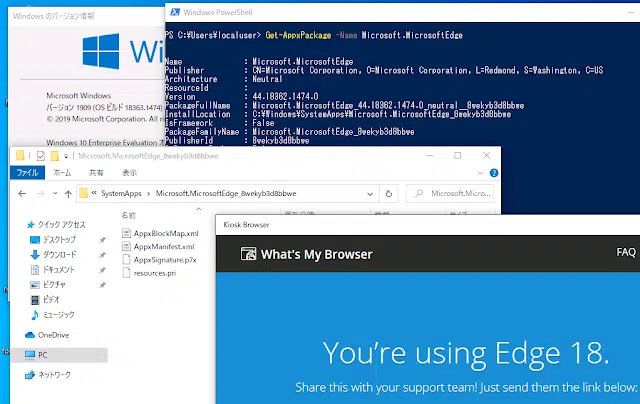 Windows のバージョン情報
Microsoft Windows
バージョン 1909 (OS ビルド 18363.1474)
© 2019 Microsoft Corporation.
Windows 10 Enterprise Evaluation
Windows PowerShell
PS C:¥Users¥localuser> Get-AppxPackage -Name Microsoft.MicrosoftEdge
Name : Microsoft.MicrosoftEdge
Publisher : CN=Microsoft Corporation, O=Microsoft Corporation, L=Redmond, S=Washington, C=US
Architecture : Neutral
ResourceId :
Version : 44.18362.1474.0
PackageFullName : Microsoft.MicrosoftEdge_44.18362.1474.0_neutral__8wekyb3d8bbwe
InstallLocation : C:¥Windows¥SystemApps¥Microsoft.MicrosoftEdge_8wekyb3d8bbwe
IsFramework : False
PackageFamilyName : Microsoft.MicrosoftEdge_8wekyb3d8bbwe
PublisherId : 8wekyb3d8bbwe
Microsoft.MicrosoftEdge_8wekyb3d8bbwe
ファイル ホーム 共有 表示
SystemApps > Microsoft.MicrosoftEdge_8wekyb3d8bbwe
Microsoft.Micro...
名前
クイック アクセス
デスクトップ
ダウンロード
ドキュメント
ピクチャ
ビデオ
ミュージック
OneDrive
PC
ネットワーク
AppxBlockMap.xml
AppxManifest.xml
AppxSignature.p7x
resources.pri
Kiosk Browser
What's My Browser
FAQ
You're using Edge 18.
Share this with your support team! Just send them the link below: